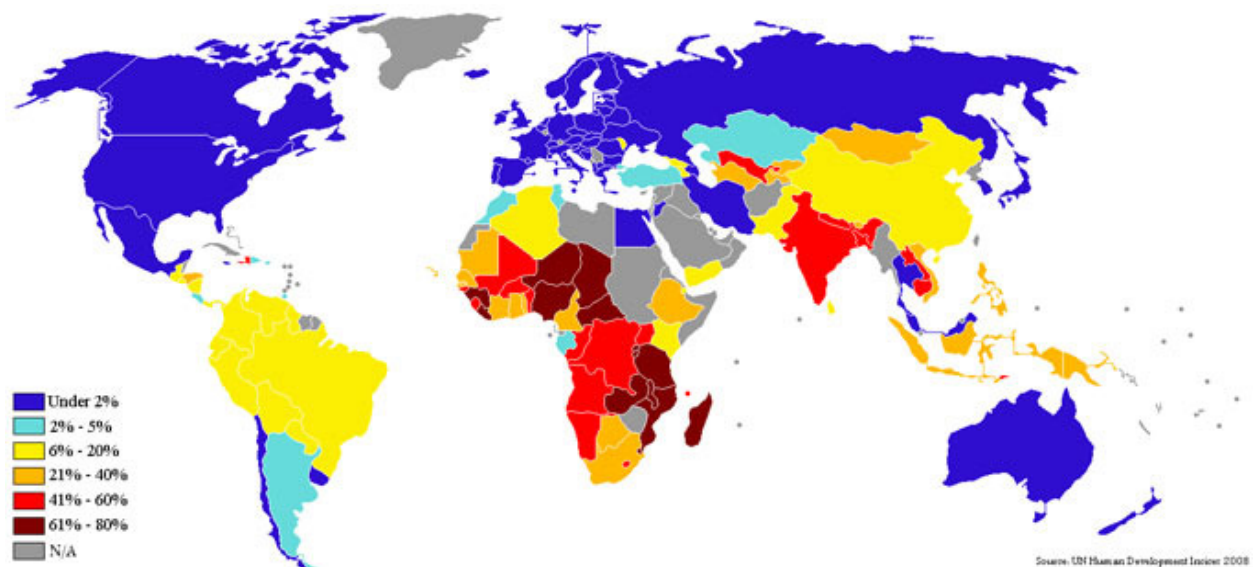 Under 2%
2% - 5%
6% - 20%
21% - 40%
41% - 60%
61% - 80%
N/A
Source: UN Human Development Indices 2008